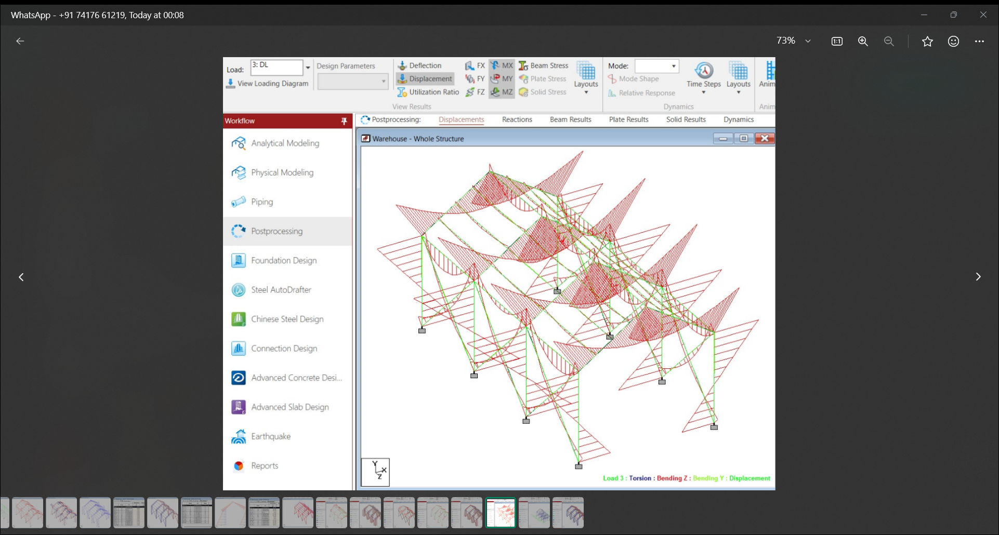 WhatsApp - +91 74176 61219, Today at 00:08
73%
1:1
Load: 3: DL
View Loading Diagram
Design Parameters
Deflection
Displacement
Utilization Ratio
FX
FY
FZ
MX
MY
MZ
Beam Stress
Plate Stress
Solid Stress
Layouts
View Results
Mode:
Mode Shape
Relative Response
Time Steps
Layouts
Dynamics
Anim
Anim
Workflow
Analytical Modeling
Physical Modeling
Piping
Postprocessing
Foundation Design
Steel AutoDrafter
Chinese Steel Design
Connection Design
Advanced Concrete Desi...
Advanced Slab Design
Earthquake
Reports
Postprocessing: Displacements Reactions Beam Results Plate Results Solid Results Dynamics
Warehouse - Whole Structure
Y
X
Z
Load 3 : Torsion : Bending Z : Bending Y : Displacement